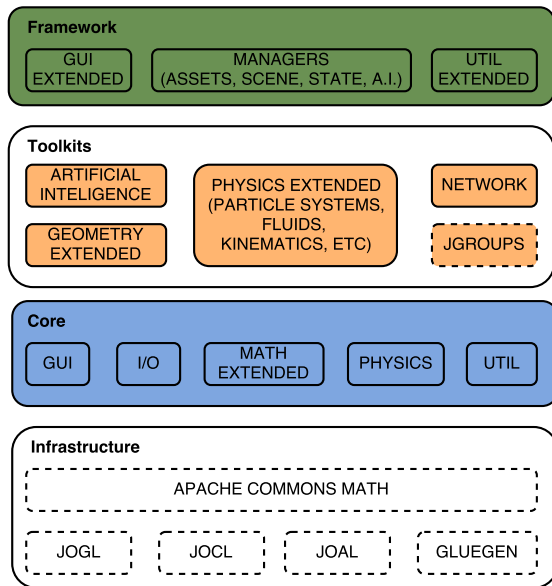 Framework
GUI
EXTENDED
MANAGERS
(ASSETS, SCENE, STATE, A.I.)
UTIL
EXTENDED
Toolkits
ARTIFICIAL
INTELIGENCE
PHYSICS EXTENDED
(PARTICLE SYSTEMS,
FLUIDS,
KINEMATICS, ETC)
NETWORK
GEOMETRY
EXTENDED
JGROUPS
Core
GUI
I/O
MATH
EXTENDED
PHYSICS
UTIL
Infrastructure
APACHE COMMONS MATH
JOGL
JOCL
JOAL
GLUEGEN